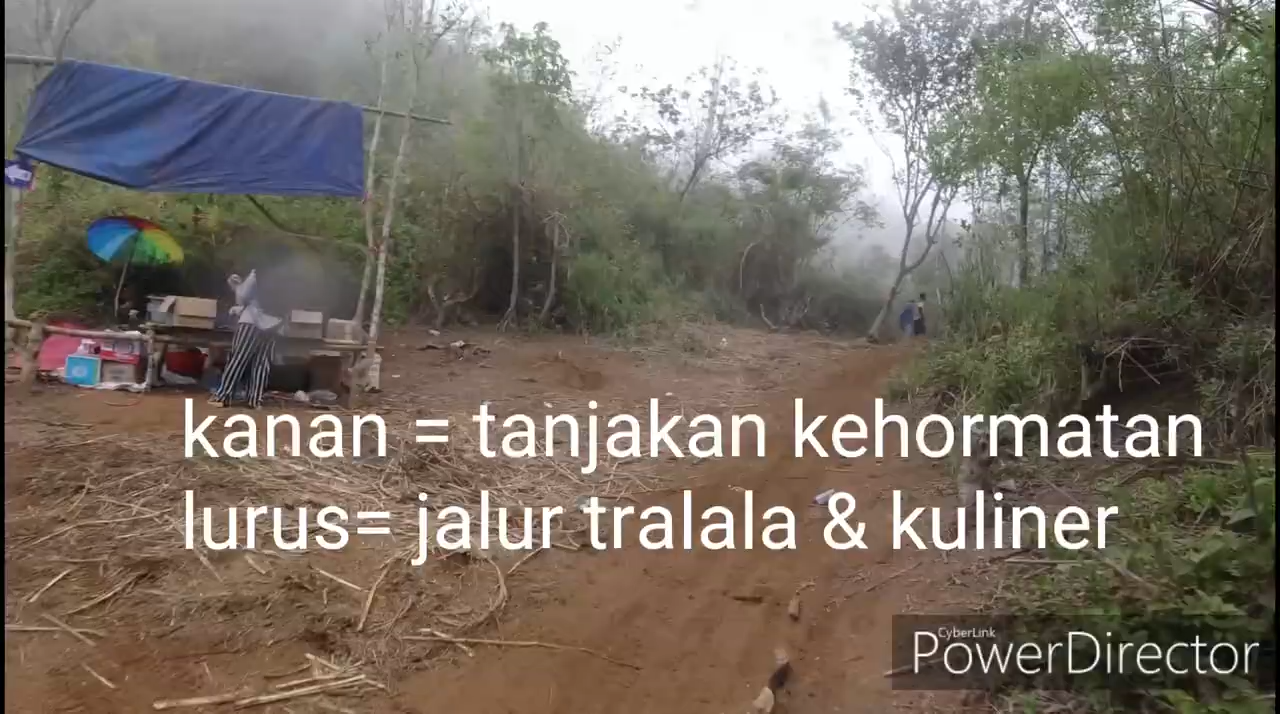 kanan = tanjakan kehormatan
lurus= jalur tralala & kuliner
CyberLink
PowerDirector